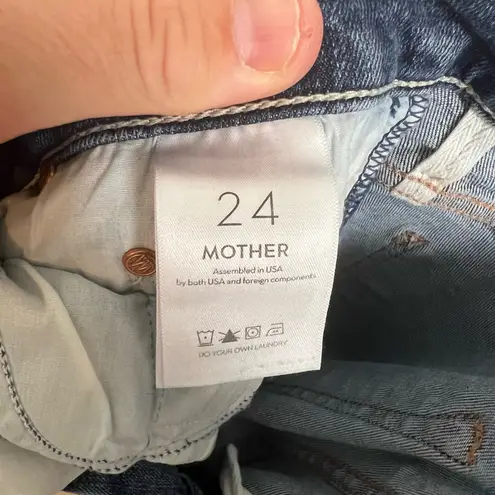 24
MOTHER
Assembled in USA
by both USA and foreign components
DO YOUR OWN LAUNDRY